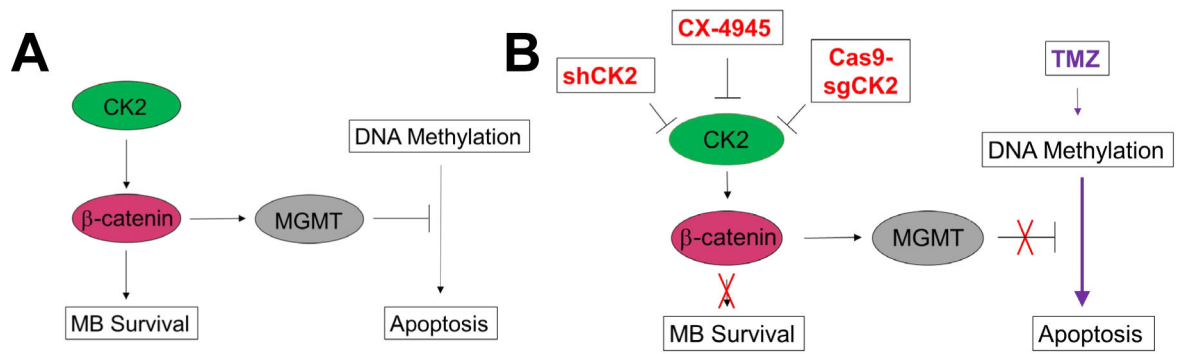 A
CK2
DNA Methylation
β-catenin
MGMT
MB Survival
Apoptosis
B
CX-4945
shCK2
Cas9-
sgCK2
TMZ
CK2
DNA Methylation
β-catenin
MGMT
MB Survival
Apoptosis